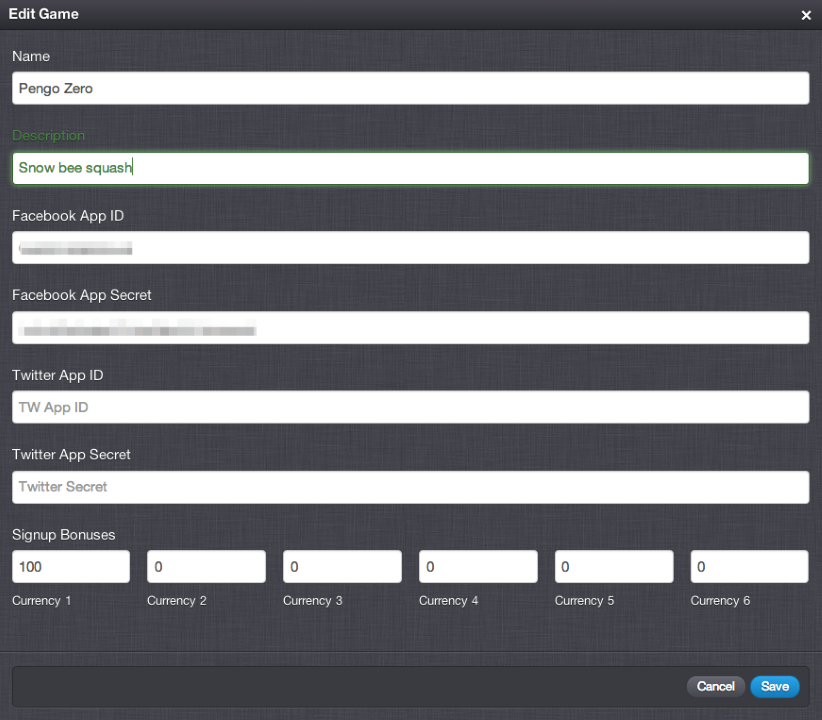 Edit Game ×
Name
Pengo Zero
Description
Snow bee squash
Facebook App ID
Facebook App Secret
Twitter App ID
TW App ID
Twitter App Secret
Twitter Secret
Signup Bonuses
100 0 0 0 0 0
Currency 1 Currency 2 Currency 3 Currency 4 Currency 5 Currency 6
Cancel Save